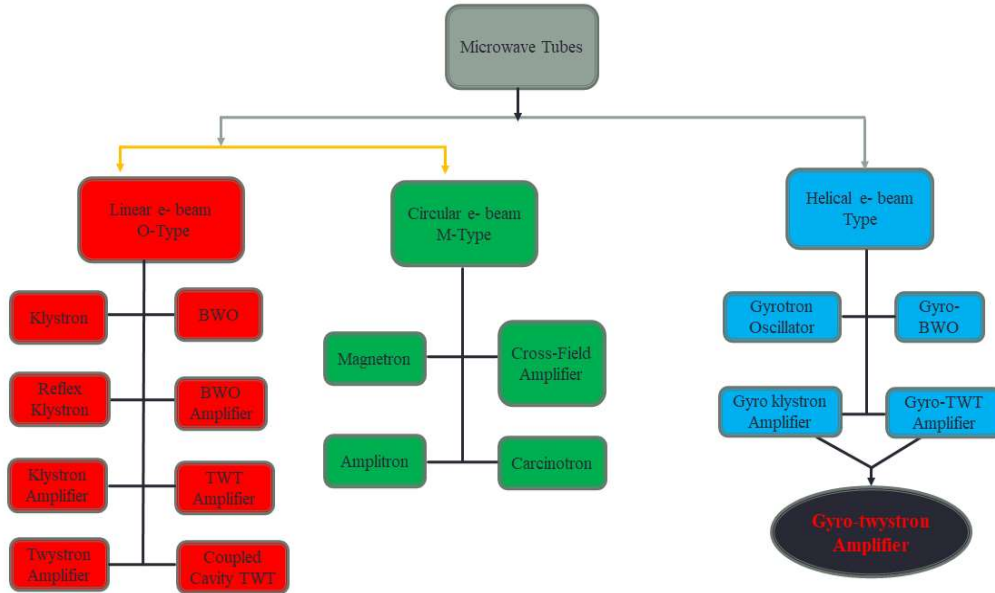 Microwave Tubes
Linear e- beam
O-Type
Circular e- beam
M-Type
Helical e- beam
Type
Klystron
BWO
Reflex
Klystron
BWO
Amplifier
Klystron
Amplifier
TWT
Amplifier
Twystron
Amplifier
Coupled
Cavity TWT
Magnetron
Cross-Field
Amplifier
Amplitron
Carcinotron
Gyrotron
Oscillator
Gyro-
BWO
Gyro klystron
Amplifier
Gyro-TWT
Amplifier
Gyro-twystron
Amplifier